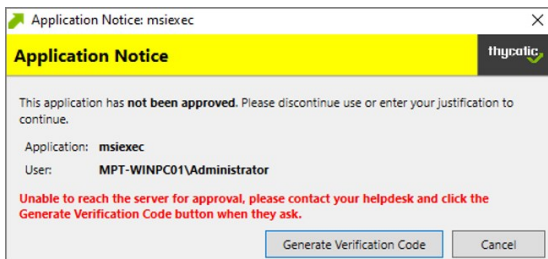 Application Notice: msiexec
Application Notice
thycotic
This application has not been approved. Please discontinue use or enter your justification to
continue.
Application: msiexec
User: MPT-WINPC01\Administrator
Unable to reach the server for approval, please contact your helpdesk and click the
Generate Verification Code button when they ask.
Generate Verification Code Cancel